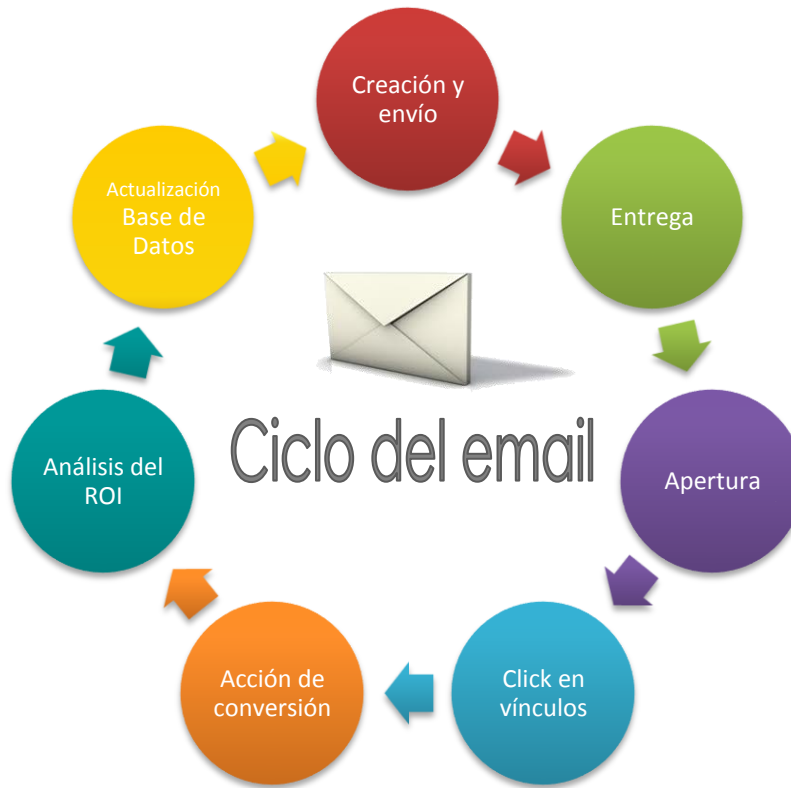 Creación y
envío
Entrega
Apertura
Click en
vínculos
Acción de
conversión
Análisis del
ROI
Actualización
Base de
Datos
Ciclo del email